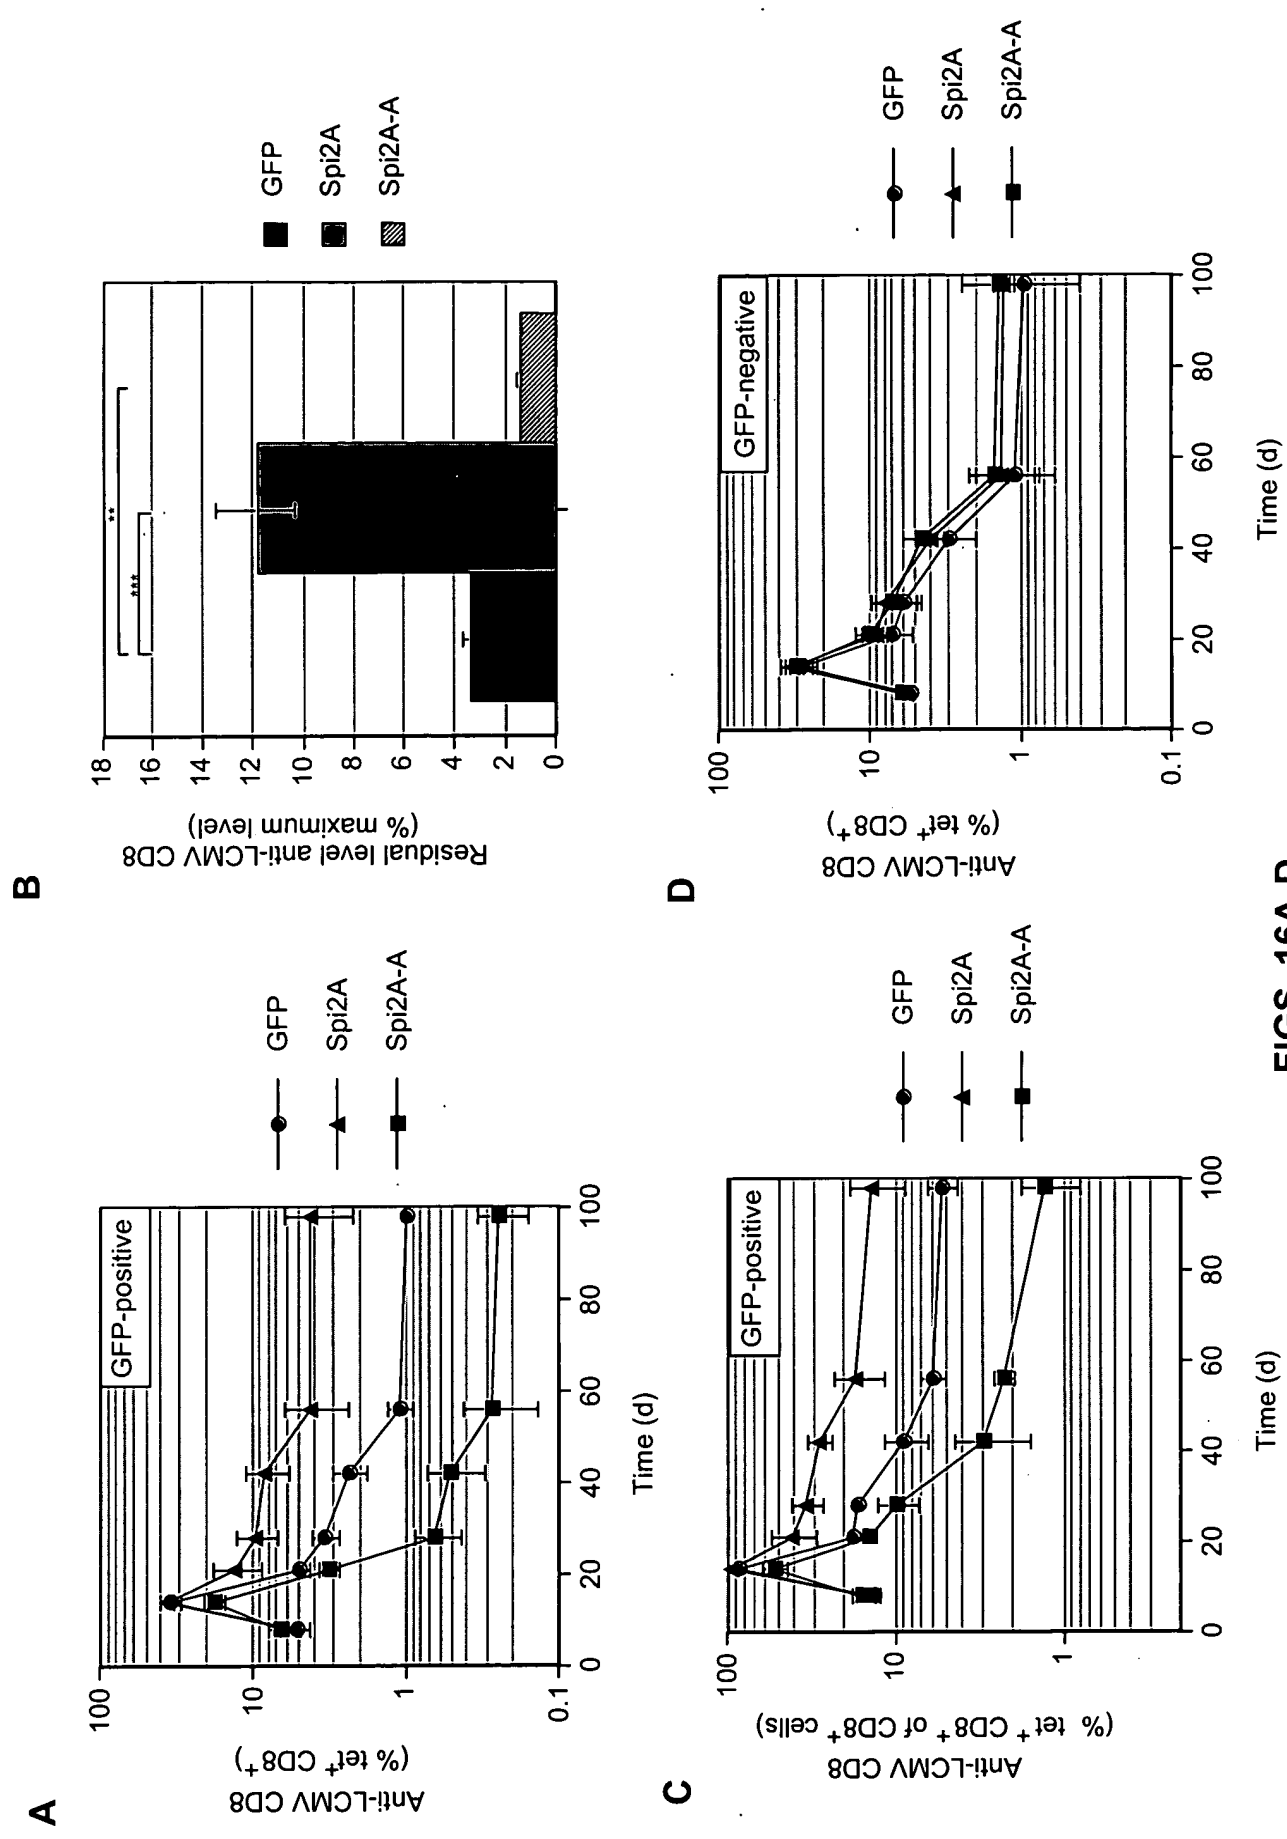 A
Anti-LCMV CD8
(% tet+ CD8+)
100
10
1
0.1
GFP-positive
0 20 40 60 80 100
Time (d)
GFP
Spi2A
Spi2A-A
B
Residual level anti-LCMV CD8
(% maximum level)
18
16
14
12
10
8
6
4
2
0
**
***
GFP
Spi2A
Spi2A-A
C
Anti-LCMV CD8
(% tet+ CD8+ of CD8+ cells)
100
10
1
GFP-positive
0 20 40 60 80 100
Time (d)
GFP
Spi2A
Spi2A-A
D
Anti-LCMV CD8
(% tet+ CD8+)
100
10
1
0.1
GFP-negative
0 20 40 60 80 100
Time (d)
GFP
Spi2A
Spi2A-A
FIGS. 16A-D